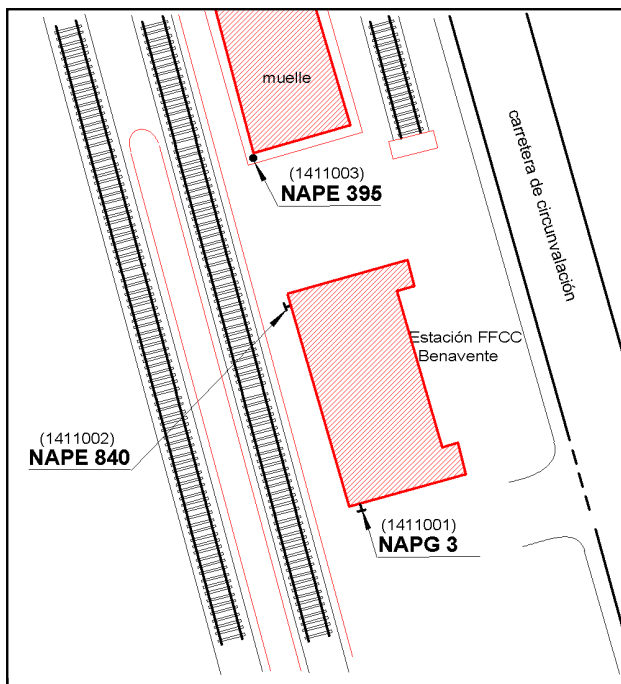 muelle
carretera de circunvalación
(1411003)
NAPE 395
Estación FFCC
Benavente
(1411002)
NAPE 840
(1411001)
NAPG 3